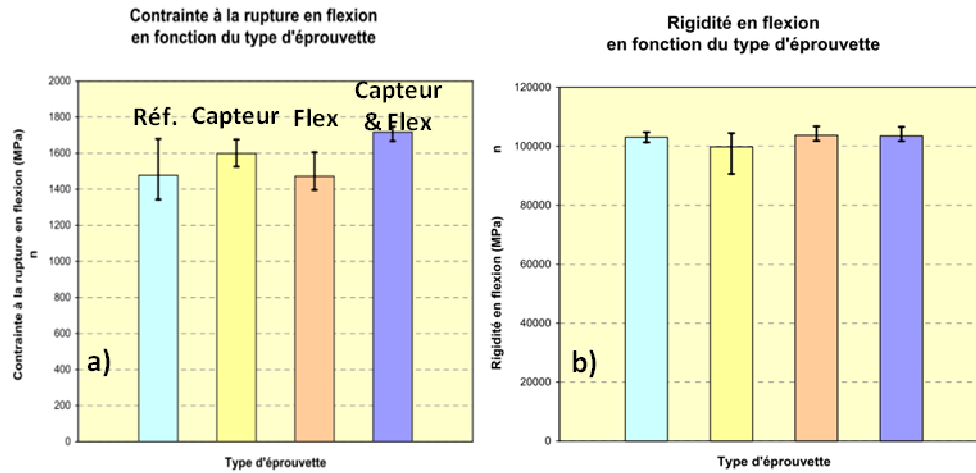 Contrainte à la rupture en flexion
en fonction du type d'éprouvette
Contrainte à la rupture en flexion (MPa)
n
2000
1800
1600
1400
1200
1000
800
600
400
200
0
Réf.
Capteur
Flex
Capteur
& Flex
a)
Type d'éprouvette
Rigidité en flexion
en fonction du type d'éprouvette
Rigidité en flexion (MPa)
n
120000
100000
80000
60000
40000
20000
0
b)
Type d'éprouvette